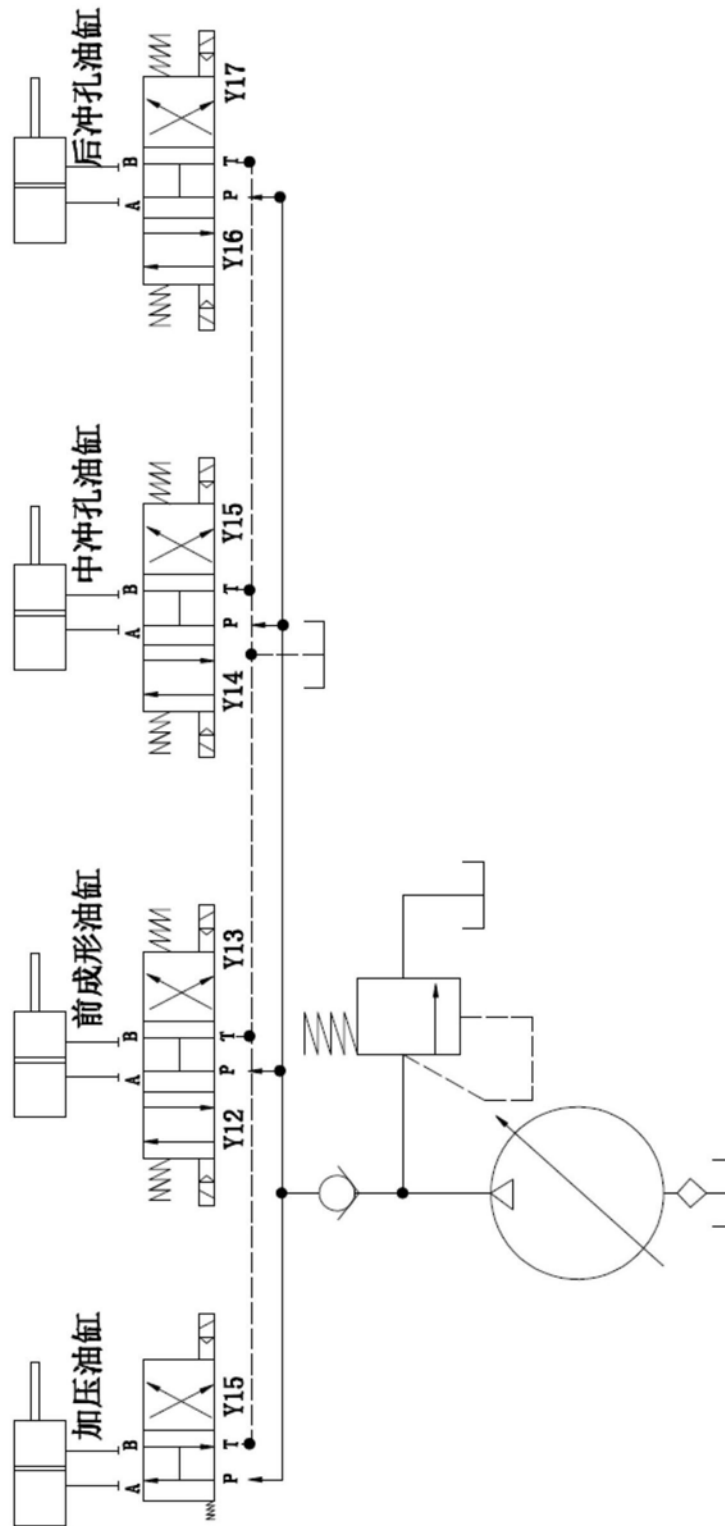 加压油缸
A B
P T
Y15
前成形油缸
A B
Y12 P T Y13
中冲孔油缸
A B
Y14 P T Y15
后冲孔油缸
A B
Y16 P T Y17